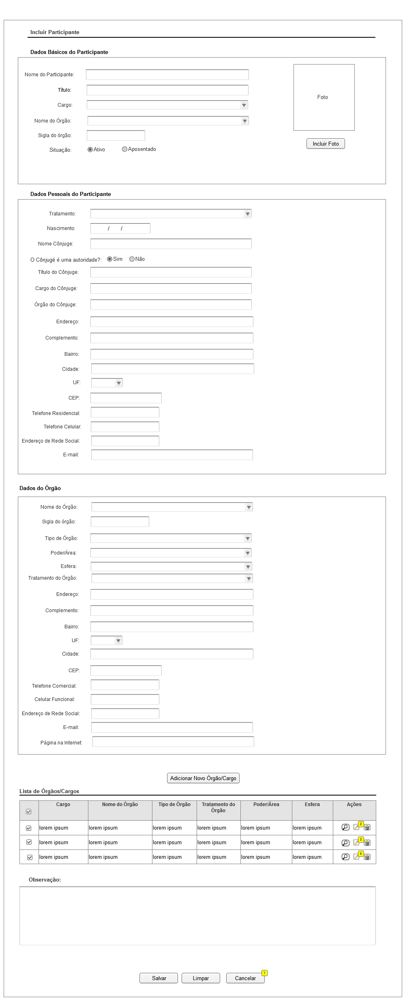 Incluir Participante
Dados Básicos do Participante
Nome do Participante:
Título:
Cargo:
Nome do Órgão:
Sigla do órgão:
Situação: Ativo Aposentado
Foto
Incluir Foto
Dados Pessoais do Participante
Tratamento:
Nascimento: / /
Nome Cônjuge:
O Cônjugé é uma autoridade?: Sim Não
Título do Cônjuge:
Cargo do Cônjuge:
Órgão do Cônjuge:
Endereço:
Complemento:
Bairro:
Cidade:
UF:
CEP:
Telefone Residencial:
Telefone Celular:
Endereço de Rede Social:
E-mail:
Dados do Órgão
Nome do Órgão:
Sigla do órgão:
Tipo de Órgão:
Poder/Área:
Esfera:
Tratamento do Órgão:
Endereço:
Complemento:
Bairro:
UF:
Cidade:
CEP:
Telefone Comercial:
Celular Funcional:
Endereço de Rede Social:
E-mail:
Página na Internet:
Adicionar Novo Órgão/Cargo
Lista de Órgãos/Cargos
Cargo Nome do Órgão Tipo de Órgão Tratamento do Órgão Poder/Área Esfera Ações
lorem ipsum lorem ipsum lorem ipsum lorem ipsum lorem ipsum lorem ipsum 2
lorem ipsum lorem ipsum lorem ipsum lorem ipsum lorem ipsum lorem ipsum 3
lorem ipsum lorem ipsum lorem ipsum lorem ipsum lorem ipsum lorem ipsum 4
Observação:
Salvar Limpar Cancelar 1